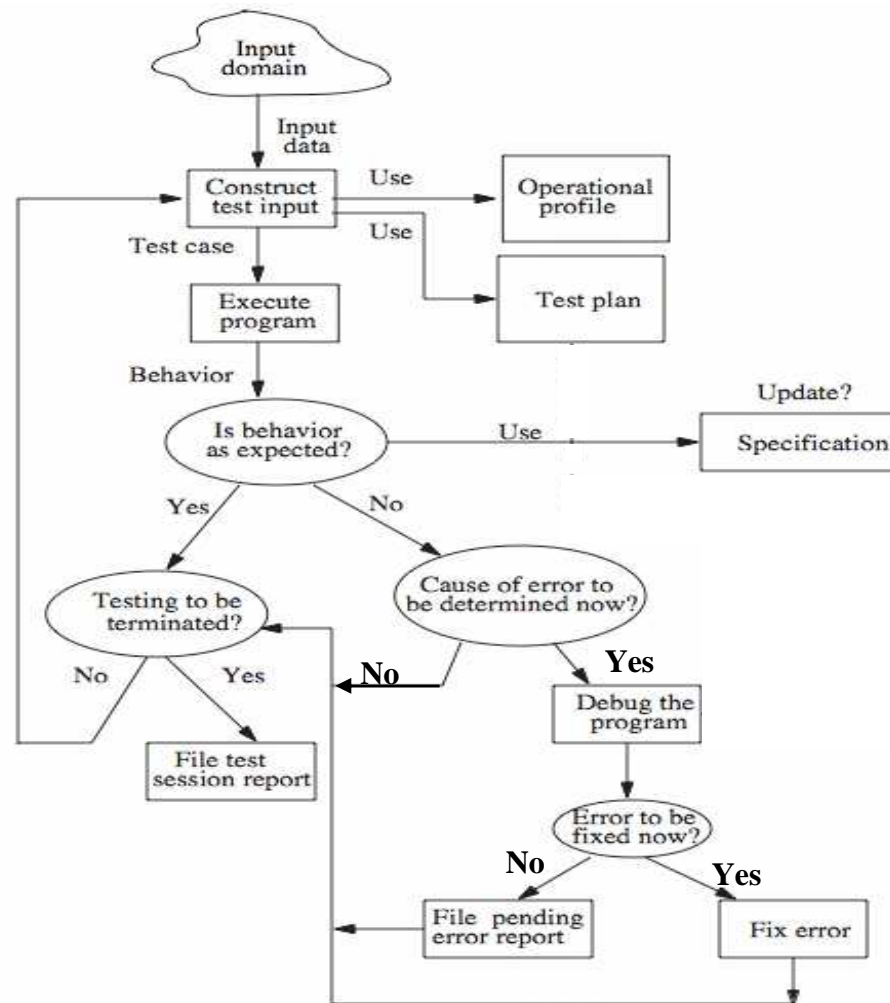 Input
domain
Input
data
Construct
test input
Use
Operational
profile
Use
Test case
Test plan
Execute
program
Behavior
Update?
Is behavior
as expected?
Use
Specification
Yes
No
Cause of error to
be determined now?
Testing to be
terminated?
No
Yes
No
Yes
Debug the
program
File test
session report
Error to be
fixed now?
No
Yes
File pending
error report
Fix error